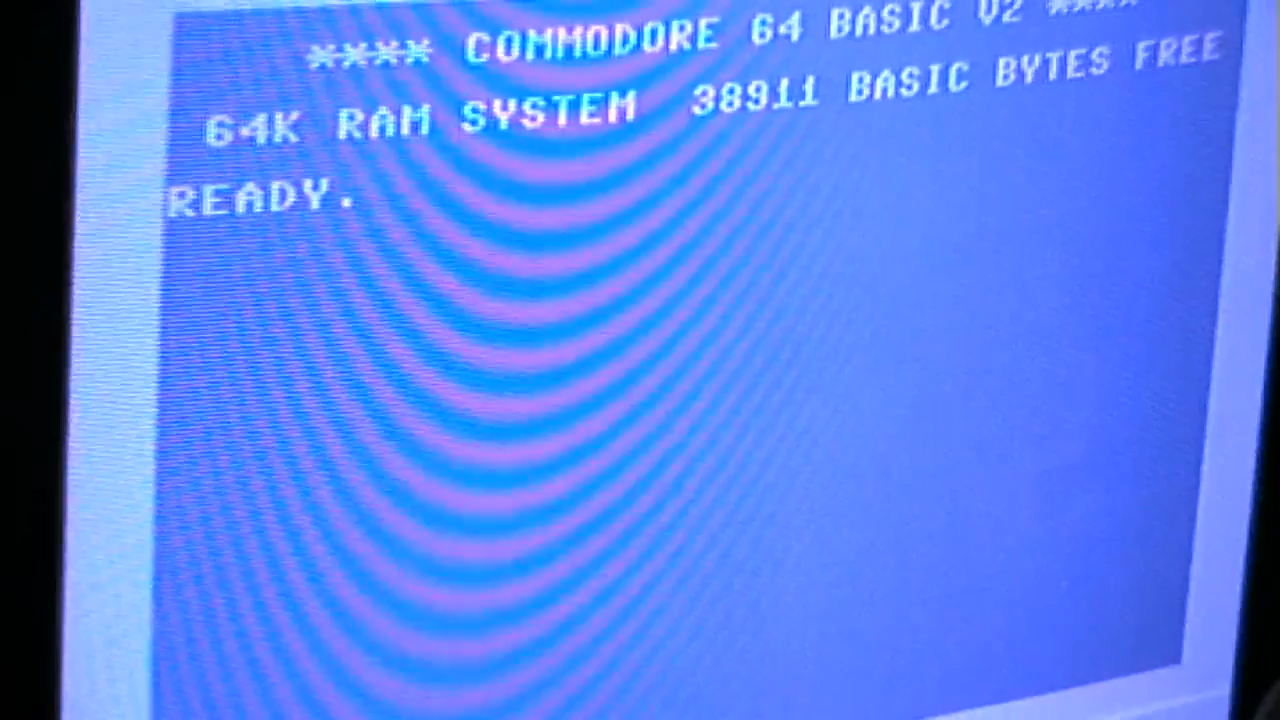 **** COMMODORE 64 BASIC V2 ****
64K RAM SYSTEM  38911 BASIC BYTES FREE
READY.